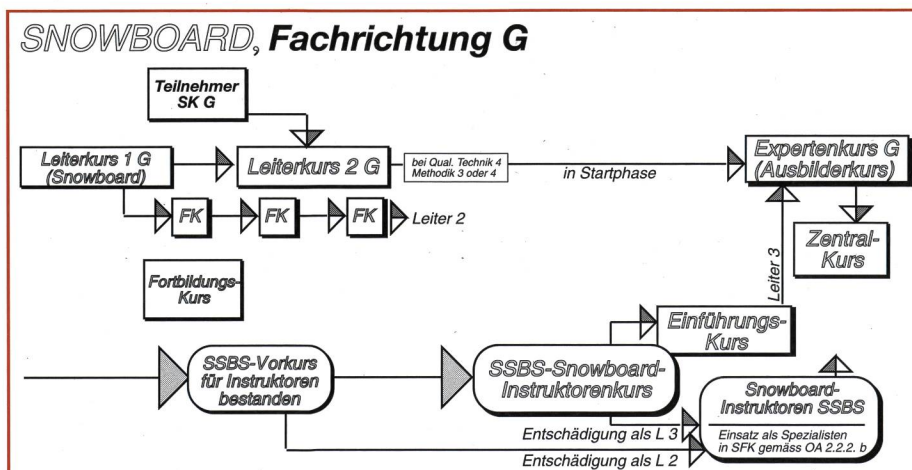 SNOWBOARD, Fachrichtung G
Teilnehmer
SK G
Leiterkurs 1 G
(Snowboard)
Leiterkurs 2 G
bei Qual. Technik 4
Methodik 3 oder 4
in Startphase
Expertenkurs G
(Ausbilderkurs)
FK
FK
FK
Leiter 2
Zentral-
Kurs
Fortbildungs-
Kurs
Leiter 3
Einführungs-
Kurs
SSBS-Vorkurs
für Instruktoren
bestanden
SSBS-Snowboard-
Instruktorenkurs
Snowboard-
Instruktoren SSBS
Einsatz als Spezialisten
in SFK gemäss OA 2.2.2. b
Entschädigung als L 3
Entschädigung als L 2